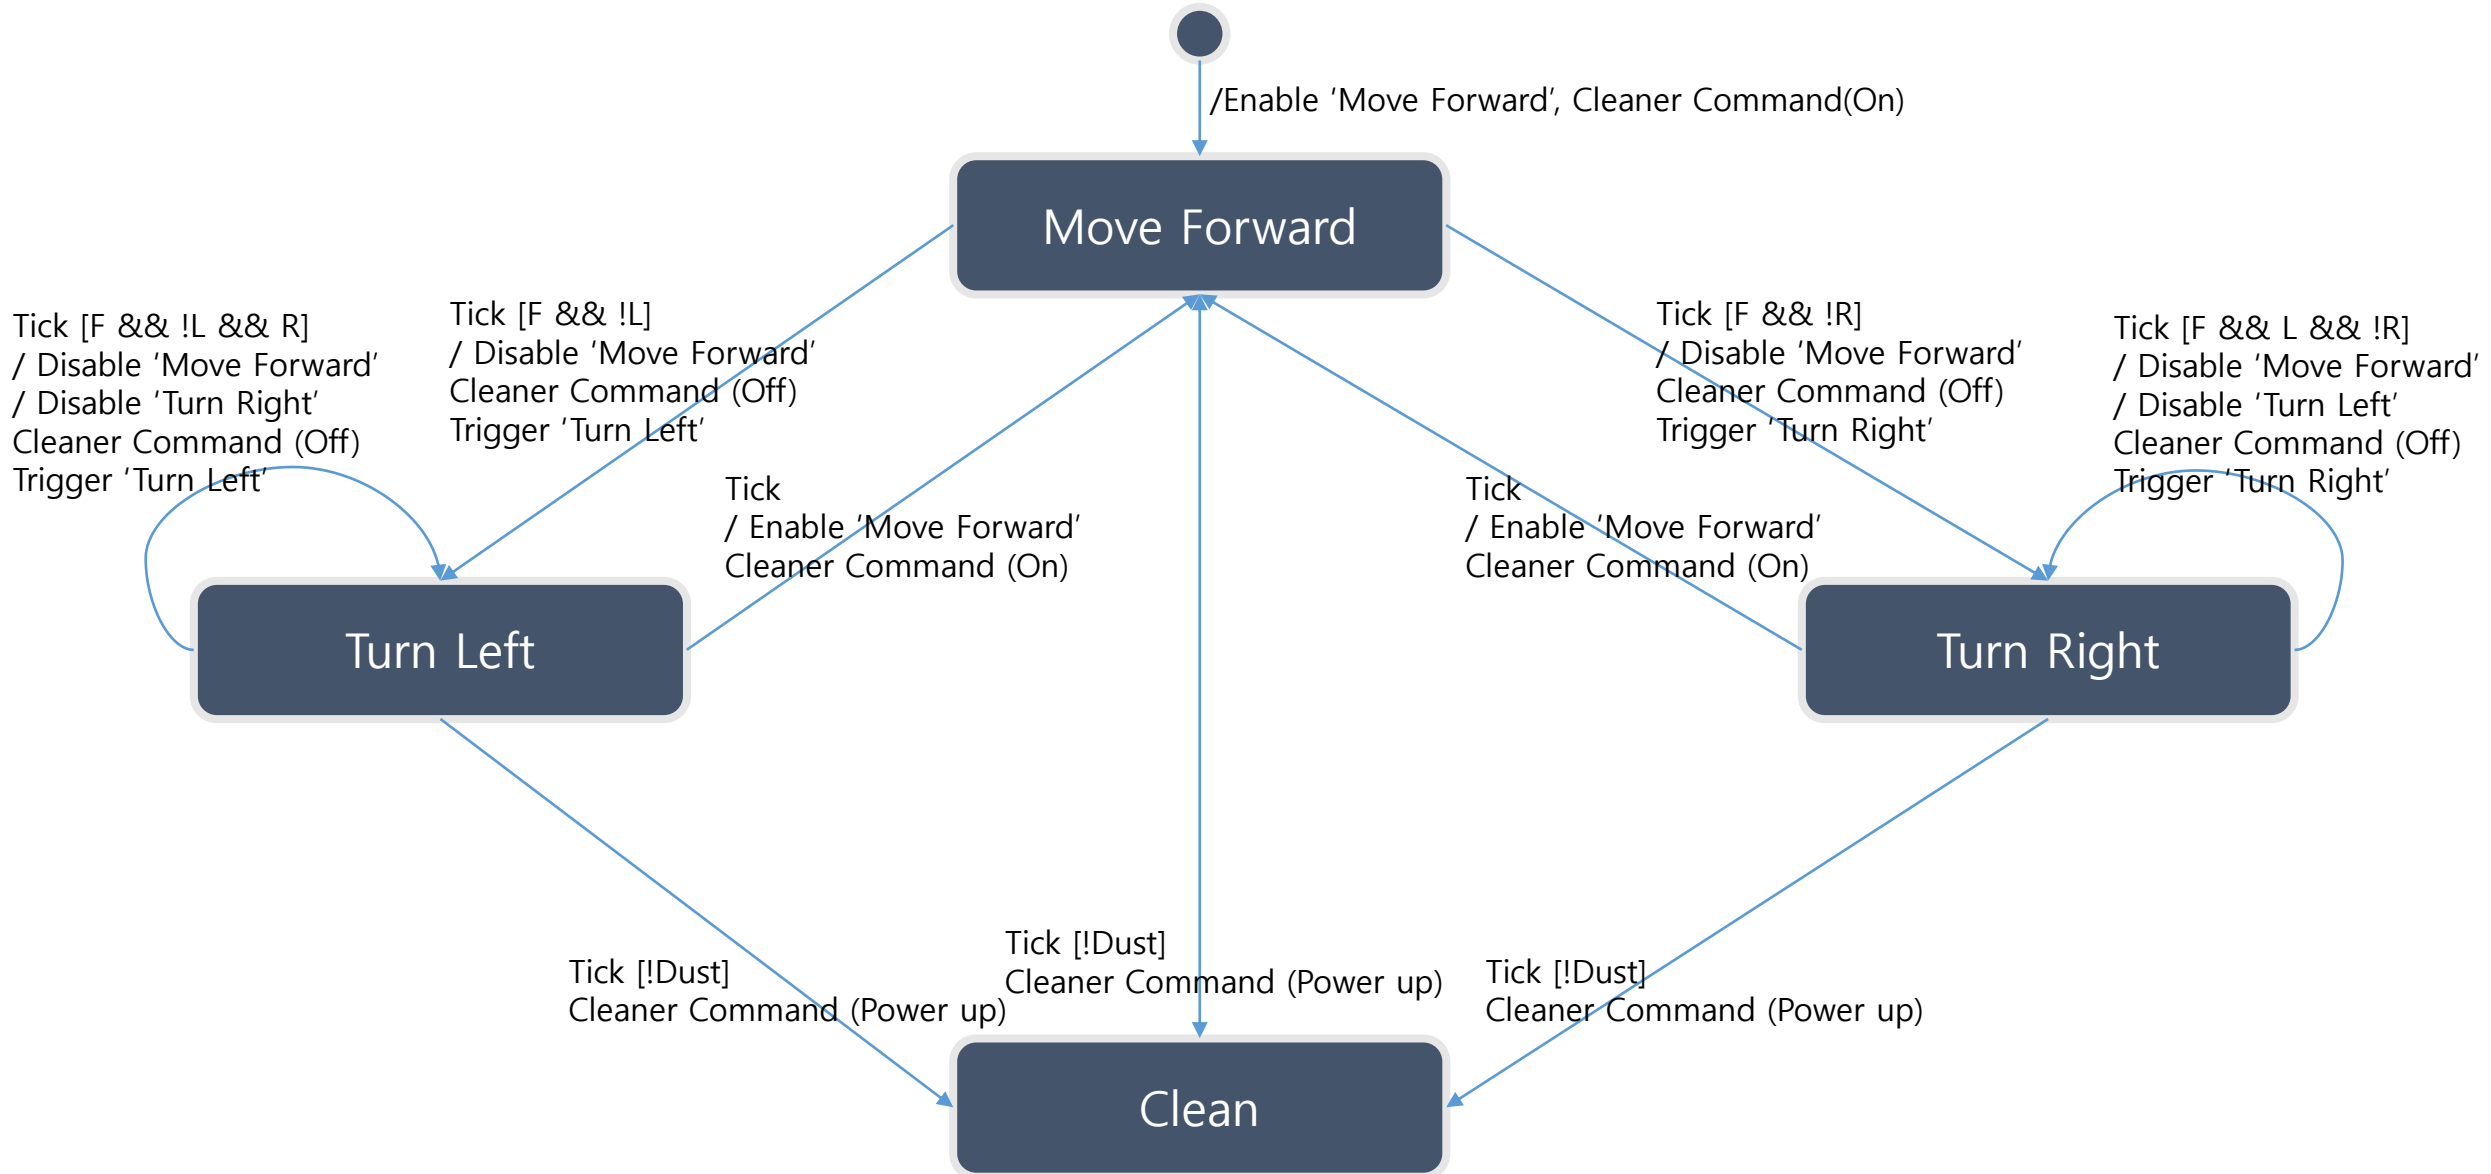 /Enable ‘Move Forward’, Cleaner Command(On)
Move Forward
Tick [F && !L && R]
/ Disable ‘Move Forward’
/ Disable ‘Turn Right’
Cleaner Command (Off)
Trigger ‘Turn Left’
Tick [F && !L]
/ Disable ‘Move Forward’
Cleaner Command (Off)
Trigger ‘Turn Left’
Tick [F && !R]
/ Disable ‘Move Forward’
Cleaner Command (Off)
Trigger ‘Turn Right’
Tick [F && L && !R]
/ Disable ‘Move Forward’
/ Disable ‘Turn Left’
Cleaner Command (Off)
Trigger ‘Turn Right’
Tick
/ Enable ‘Move Forward’
Cleaner Command (On)
Tick
/ Enable ‘Move Forward’
Cleaner Command (On)
Turn Left
Turn Right
Tick [!Dust]
Cleaner Command (Power up)
Tick [!Dust]
Cleaner Command (Power up)
Tick [!Dust]
Cleaner Command (Power up)
Clean